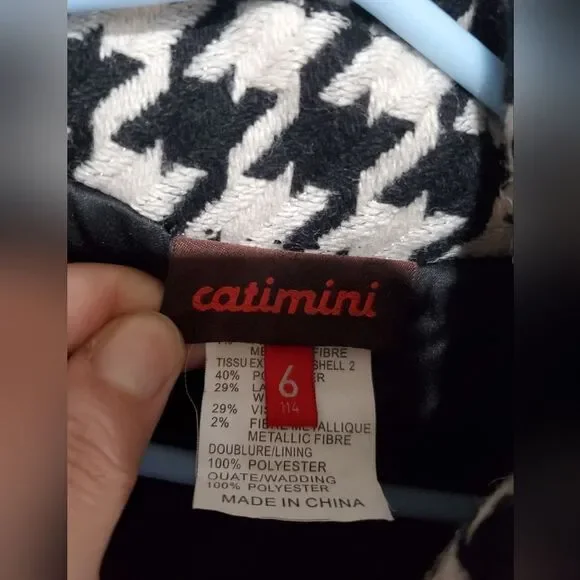 catimini
FIBRE
TISSU EX SHELL 2
40%
29%
29%
2% METALLIQUE
METALLIC FIBRE
DOUBLURE/LINING
100% POLYESTER
OUATE/WADDING
100% POLYESTER
MADE IN CHINA
6
114